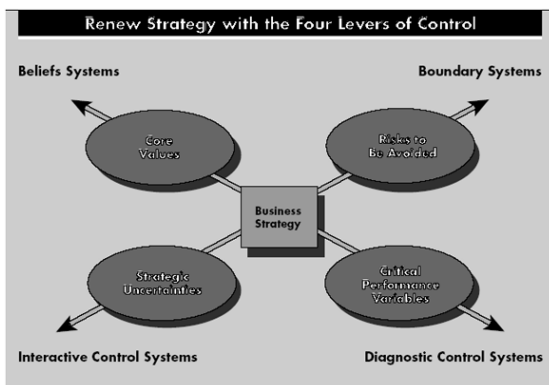 Renew Strategy with the Four Levers of Control
Beliefs Systems
Boundary Systems
Core
Values
Risks to
Be Avoided
Business
Strategy
Strategic
Uncertainties
Critical
Performance
Variables
Interactive Control Systems
Diagnostic Control Systems